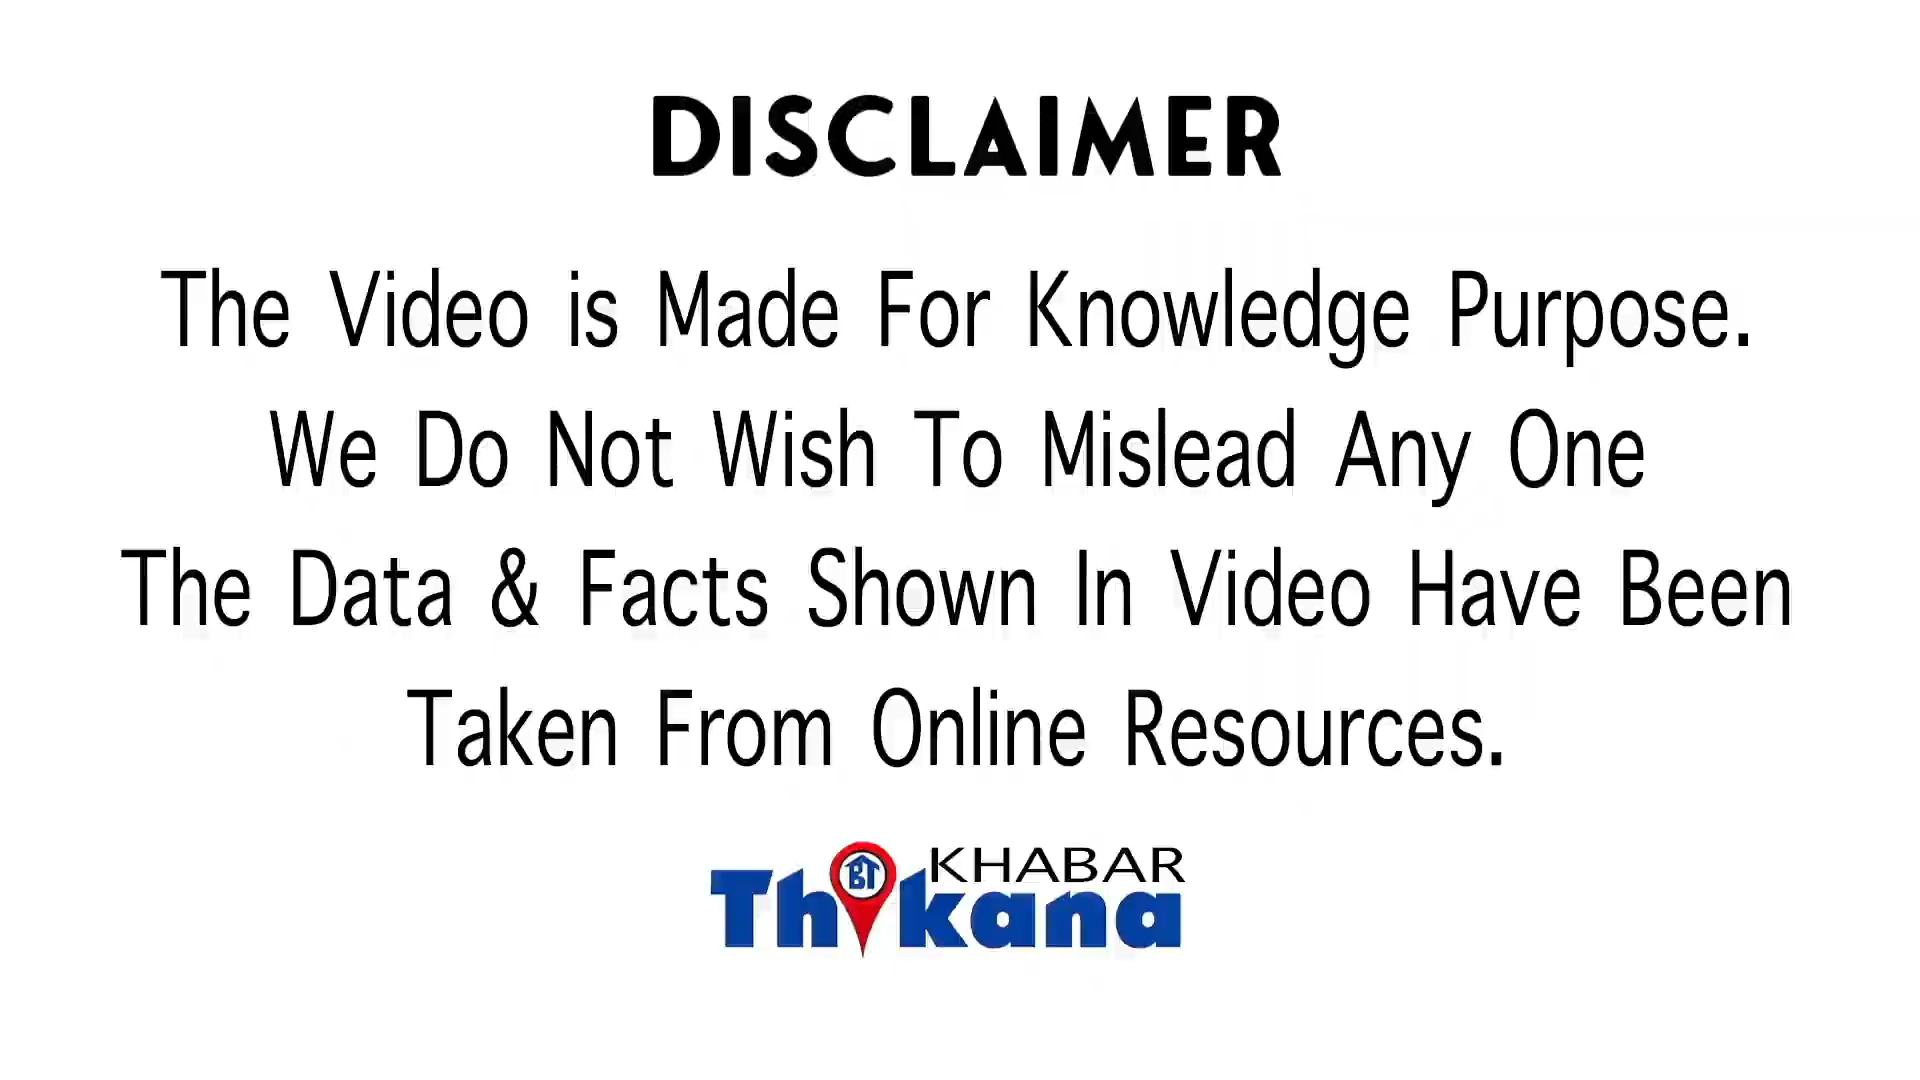 DISCLAIMER
The Video is Made For Knowledge Purpose.
We Do Not Wish To Mislead Any One
The Data & Facts Shown In Video Have Been
Taken From Online Resources.
KHABAR
BT
Thikana